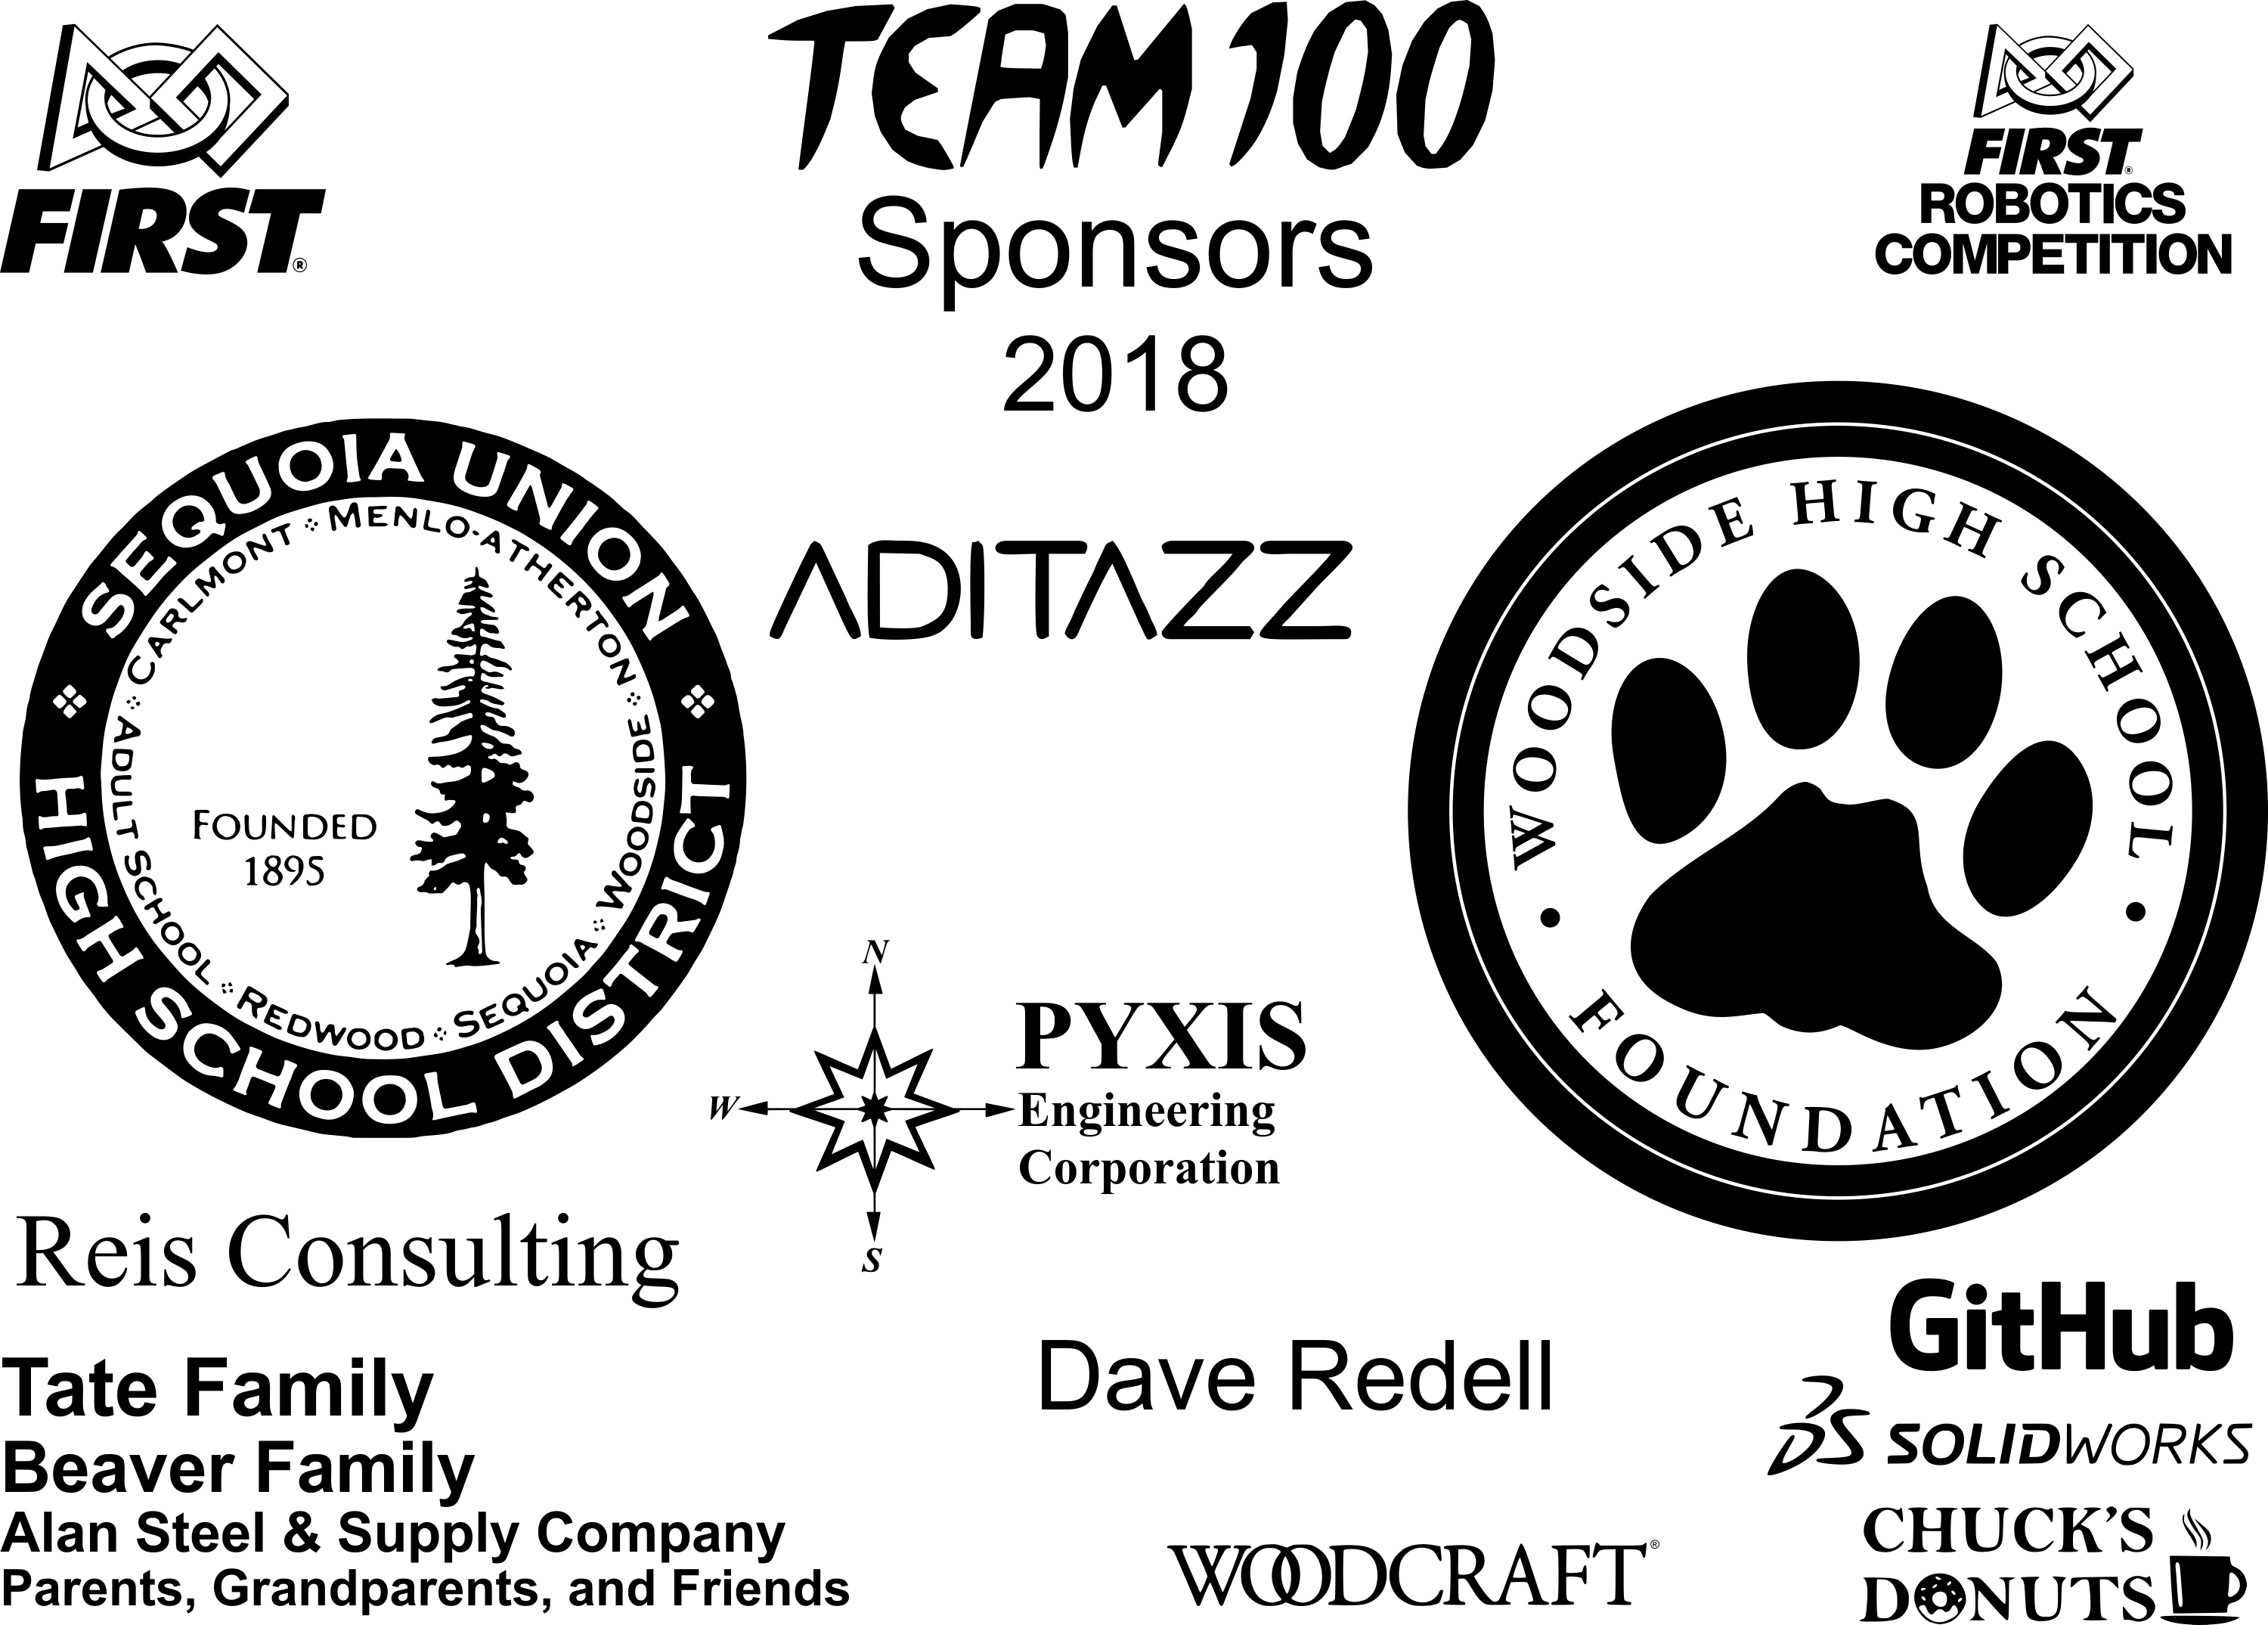 TEAM 100
Sponsors
2018
FIRST®
FIRST®
ROBOTICS
COMPETITION
SEQUOIA UNION
HIGH SCHOOL DISTRICT
CARLMONT
MENLO-ATHERTON
WOODSIDE
SEQUOIA
REDWOOD
ADULT SCHOOL
FOUNDED
1895
ADITAZZ
WOODSIDE HIGH SCHOOL
FOUNDATION
N
W
S
PYXIS
Engineering
Corporation
Reis Consulting
GitHub
Dave Redell
Tate Family
Beaver Family
Alan Steel & Supply Company
Parents, Grandparents, and Friends
3DS SOLIDWORKS
WOODCRAFT®
CHUCK'S
DONUTS